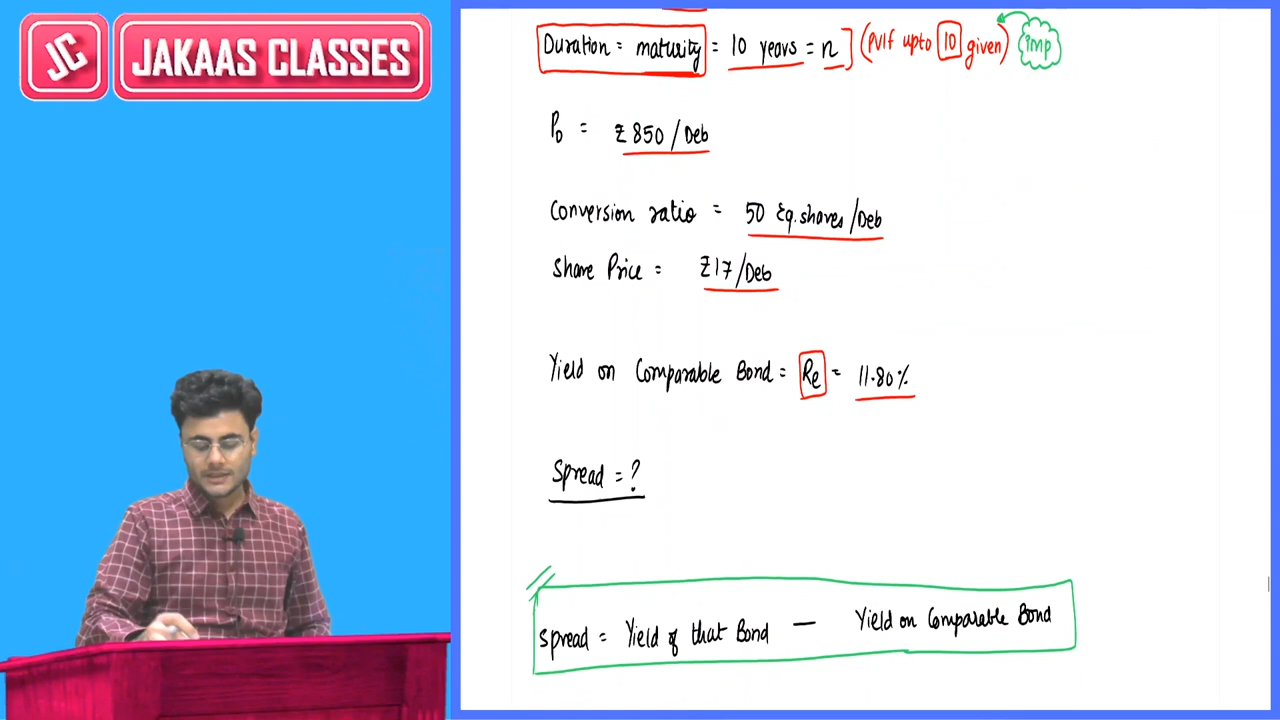 JC
JAKAAS CLASSES
Duration = maturity = 10 years = n] (PVIF upto 10 given) imp
P0 = ₹850/Deb
Conversion ratio = 50 Eq. shares/Deb
Share Price = ₹17/Deb
Yield on Comparable Bond = Re = 11.80%
Spread = ?
Spread = Yield of that Bond — Yield on Comparable Bond